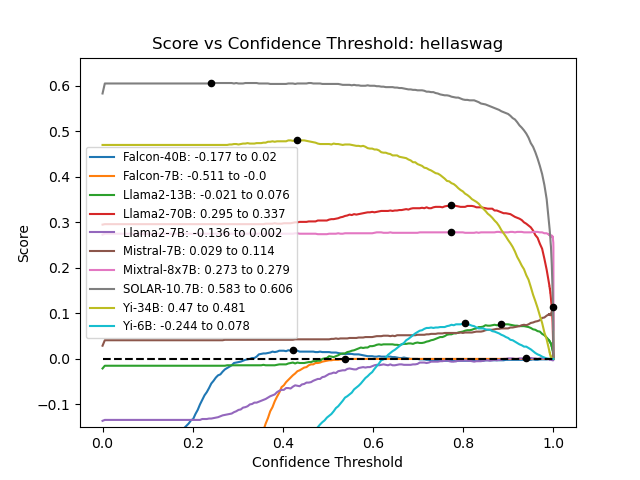 Score vs Confidence Threshold: hellaswag
0.6
0.5
0.4
0.3
0.2
0.1
0.0
−0.1
Score
Falcon-40B: -0.177 to 0.02
Falcon-7B: -0.511 to -0.0
Llama2-13B: -0.021 to 0.076
Llama2-70B: 0.295 to 0.337
Llama2-7B: -0.136 to 0.002
Mistral-7B: 0.029 to 0.114
Mixtral-8x7B: 0.273 to 0.279
SOLAR-10.7B: 0.583 to 0.606
Yi-34B: 0.47 to 0.481
Yi-6B: -0.244 to 0.078
0.0 0.2 0.4 0.6 0.8 1.0
Confidence Threshold